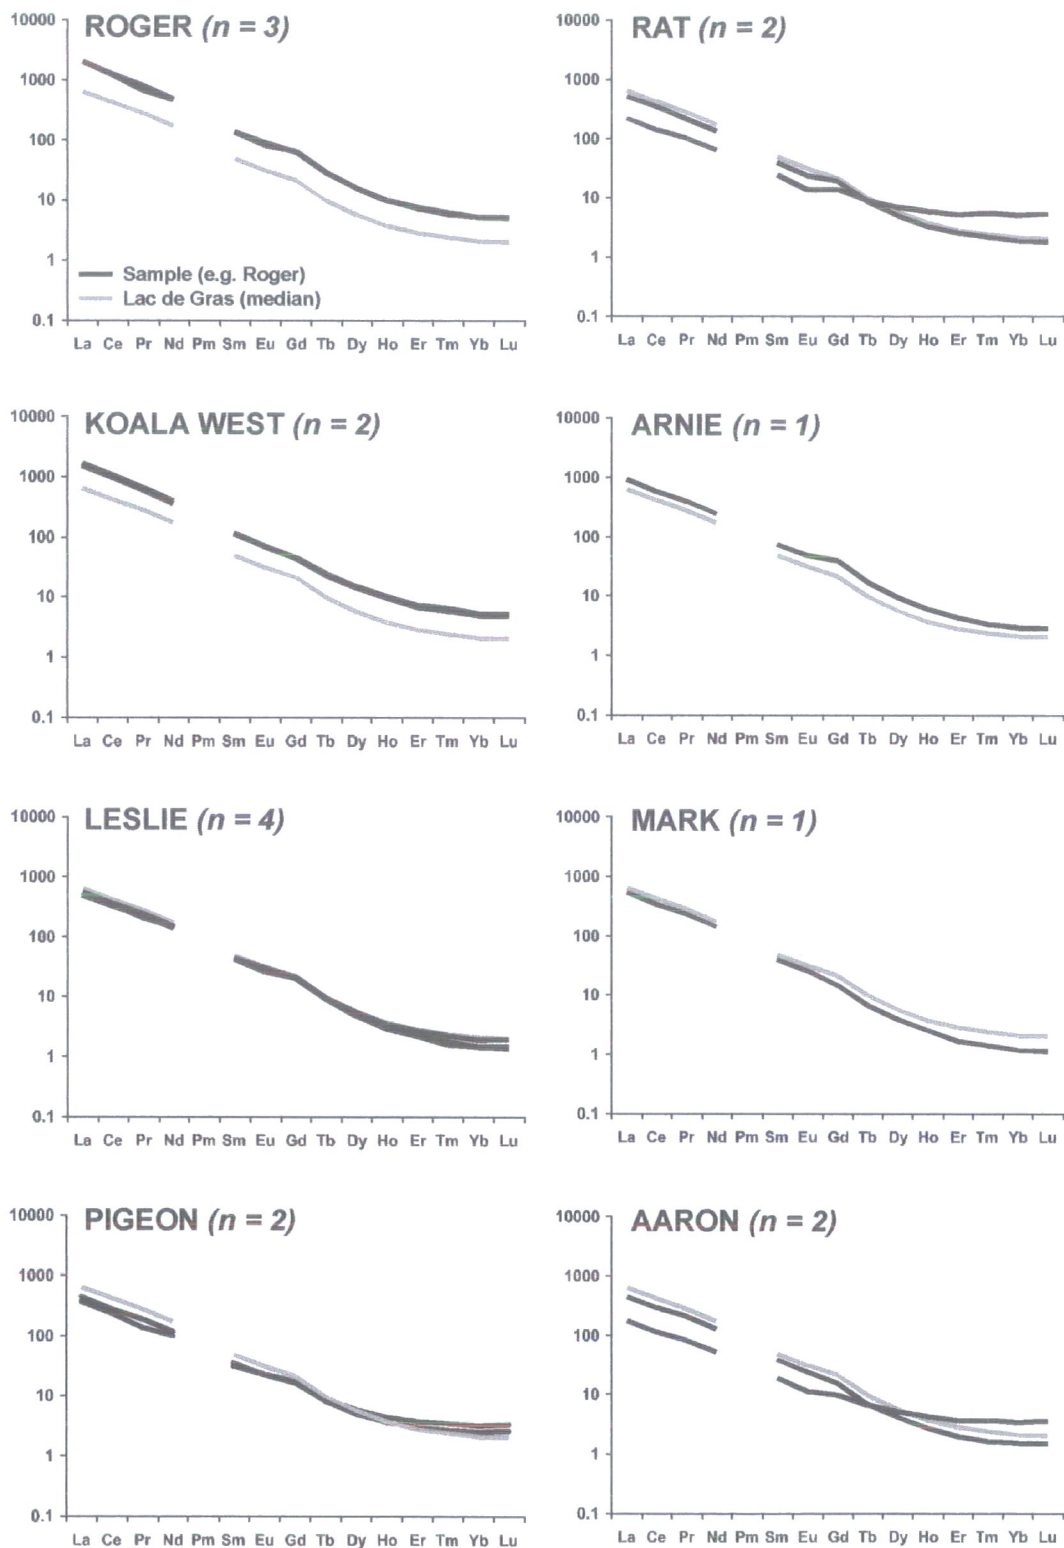 ROGER (n = 3)
10000
1000
100
10
1
0.1
Sample (e.g. Roger)
Lac de Gras (median)
La Ce Pr Nd Pm Sm Eu Gd Tb Dy Ho Er Tm Yb Lu
RAT (n = 2)
10000
1000
100
10
1
0.1
La Ce Pr Nd Pm Sm Eu Gd Tb Dy Ho Er Tm Yb Lu
KOALA WEST (n = 2)
10000
1000
100
10
1
0.1
La Ce Pr Nd Pm Sm Eu Gd Tb Dy Ho Er Tm Yb Lu
ARNIE (n = 1)
10000
1000
100
10
1
0.1
La Ce Pr Nd Pm Sm Eu Gd Tb Dy Ho Er Tm Yb Lu
LESLIE (n = 4)
10000
1000
100
10
1
0.1
La Ce Pr Nd Pm Sm Eu Gd Tb Dy Ho Er Tm Yb Lu
MARK (n = 1)
10000
1000
100
10
1
0.1
La Ce Pr Nd Pm Sm Eu Gd Tb Dy Ho Er Tm Yb Lu
PIGEON (n = 2)
10000
1000
100
10
1
0.1
La Ce Pr Nd Pm Sm Eu Gd Tb Dy Ho Er Tm Yb Lu
AARON (n = 2)
10000
1000
100
10
1
0.1
La Ce Pr Nd Pm Sm Eu Gd Tb Dy Ho Er Tm Yb Lu